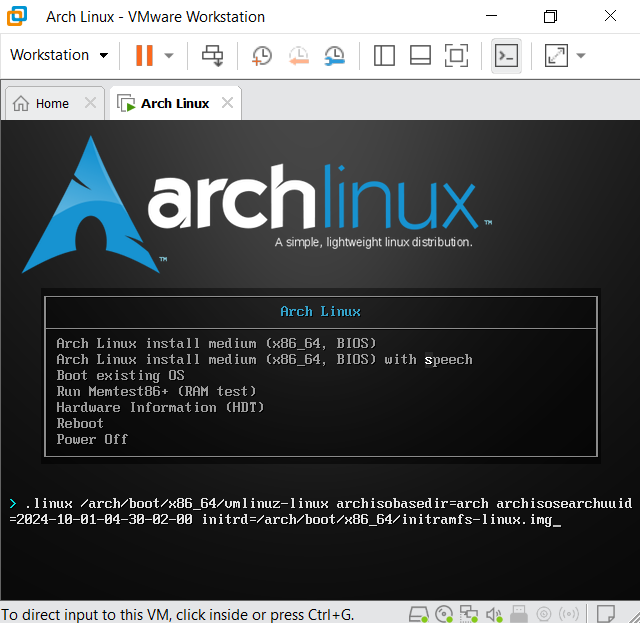 Arch Linux - VMware Workstation
Workstation
Home
Arch Linux
archlinux™
A simple, lightweight linux distribution.
™
Arch Linux
Arch Linux install medium (x86_64, BIOS)
Arch Linux install medium (x86_64, BIOS) with speech
Boot existing OS
Run Memtest86+ (RAM test)
Hardware Information (HDT)
Reboot
Power Off
> .linux /arch/boot/x86_64/vmlinuz-linux archisobasedir=arch archisosearchuuid
=2024-10-01-04-30-02-00 initrd=/arch/boot/x86_64/initramfs-linux.img_
To direct input to this VM, click inside or press Ctrl+G.